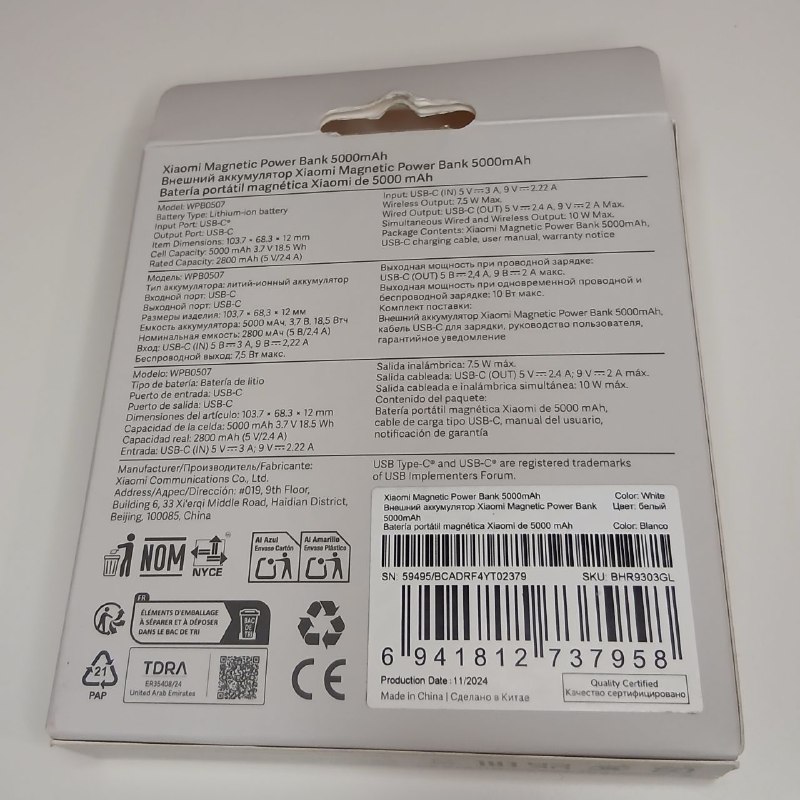 Xiaomi Magnetic Power Bank 5000mAh
Внешний аккумулятор Xiaomi Magnetic Power Bank 5000mAh
Batería portátil magnética Xiaomi de 5000 mAh
Model: WPB0507
Battery Type: Lithium-ion battery
Input Port: USB-C®
Output Port: USB-C
Item Dimensions: 103.7 × 68.3 × 12 mm
Cell Capacity: 5000 mAh 3.7 V 18.5 Wh
Rated Capacity: 2800 mAh (5 V/2.4 A)
Input: USB-C (IN) 5 V⎓3 A, 9 V⎓2.22 A
Wireless Output: 7.5 W Max.
Wired Output: USB-C (OUT) 5 V⎓2.4 A, 9 V⎓2 A Max.
Simultaneous Wired and Wireless Output: 10 W Max.
Package Contents: Xiaomi Magnetic Power Bank 5000mAh,
USB-C charging cable, user manual, warranty notice
Модель: WPB0507
Тип аккумулятора: литий-ионный аккумулятор
Входной порт: USB-C
Выходной порт: USB-C
Размеры изделия: 103,7 × 68,3 × 12 мм
Емкость аккумулятора: 5000 мАч, 3,7 В, 18,5 Втч
Номинальная емкость: 2800 мАч (5 В/2.4 А)
Вход: USB-C (IN) 5 В⎓3 А, 9 В⎓2,22 А
Беспроводной выход: 7,5 Вт макс.
Выходная мощность при проводной зарядке:
USB-C (OUT) 5 В⎓2,4 А, 9 В⎓2 А макс.
Выходная мощность при одновременной проводной и
беспроводной зарядке: 10 Вт макс.
Комплект поставки:
Внешний аккумулятор Xiaomi Magnetic Power Bank 5000mAh,
кабель USB-C для зарядки, руководство пользователя,
гарантийное уведомление
Modelo: WPB0507
Tipo de batería: Batería de litio
Puerto de entrada: USB-C
Puerto de salida: USB-C
Dimensiones del artículo: 103.7 × 68.3 × 12 mm
Capacidad de la celda: 5000 mAh 3.7 V 18.5 Wh
Capacidad real: 2800 mAh (5 V/2.4 A)
Entrada: USB-C (IN) 5 V⎓3 A; 9 V⎓2.22 A
Salida inalámbrica: 7.5 W máx.
Salida cableada: USB-C (OUT) 5 V⎓2.4 A; 9 V⎓2 A máx.
Salida cableada e inalámbrica simultánea: 10 W máx.
Contenido del paquete:
Batería portátil magnética Xiaomi de 5000 mAh,
cable de carga tipo USB-C, manual del usuario,
notificación de garantía
Manufacturer/Производитель/Fabricante:
Xiaomi Communications Co., Ltd.
Address/Адрес/Dirección: #019, 9th Floor,
Building 6, 33 Xi'erqi Middle Road, Haidian District,
Beijing, 100085, China
USB Type-C® and USB-C® are registered trademarks
of USB Implementers Forum.
NOM
NYCE
Al Azul
Envase Cartón
Al Amarillo
Envase Plástico
FR
ÉLÉMENTS D'EMBALLAGE
À SÉPARER ET À DÉPOSER
DANS LE BAC DE TRI
BAC
DE
TRI
21
PAP
TDRA
ER35408/24
United Arab Emirates
CE
Xiaomi Magnetic Power Bank 5000mAh
Color: White
Внешний аккумулятор Xiaomi Magnetic Power Bank
5000mAh
Цвет: белый
Batería portátil magnética Xiaomi de 5000 mAh
Color: Blanco
SN: 59495/BCADRF4YT02379
SKU: BHR9303GL
6 941812 737958
Production Date : 11/2024
Made in China | Сделано в Китае
Quality Certified
Качество сертифицировано